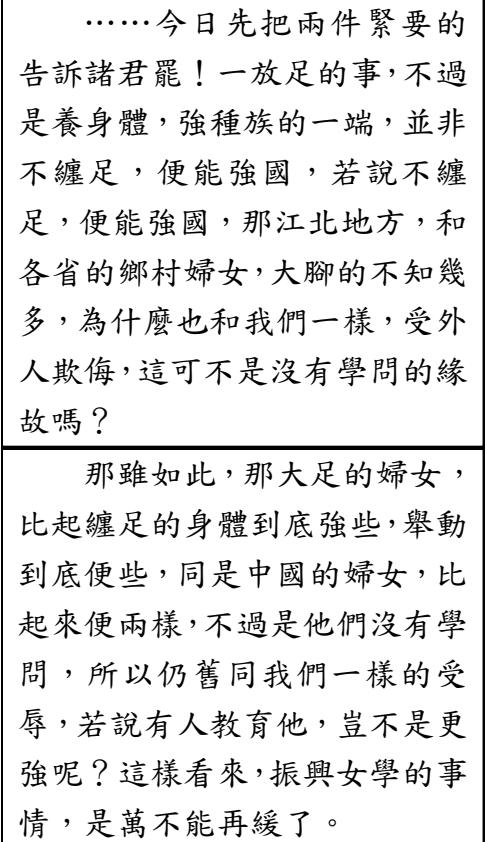 ……今日先把兩件緊要的
告訴諸君罷！一放足的事，不過
是養身體，強種族的一端，並非
不纏足，便能強國，若說不纏
足，便能強國，那江北地方，和
各省的鄉村婦女，大腳的不知幾
多，為什麼也和我們一樣，受外
人欺侮，這可不是沒有學問的緣
故嗎？
那雖如此，那大足的婦女，
比起纏足的身體到底強些，舉動
到底便些，同是中國的婦女，比
起來便兩樣，不過是他們沒有學
問，所以仍舊同我們一樣的受
辱，若說有人教育他，豈不是更
強呢？這樣看來，振興女學的事
情，是萬不能再緩了。